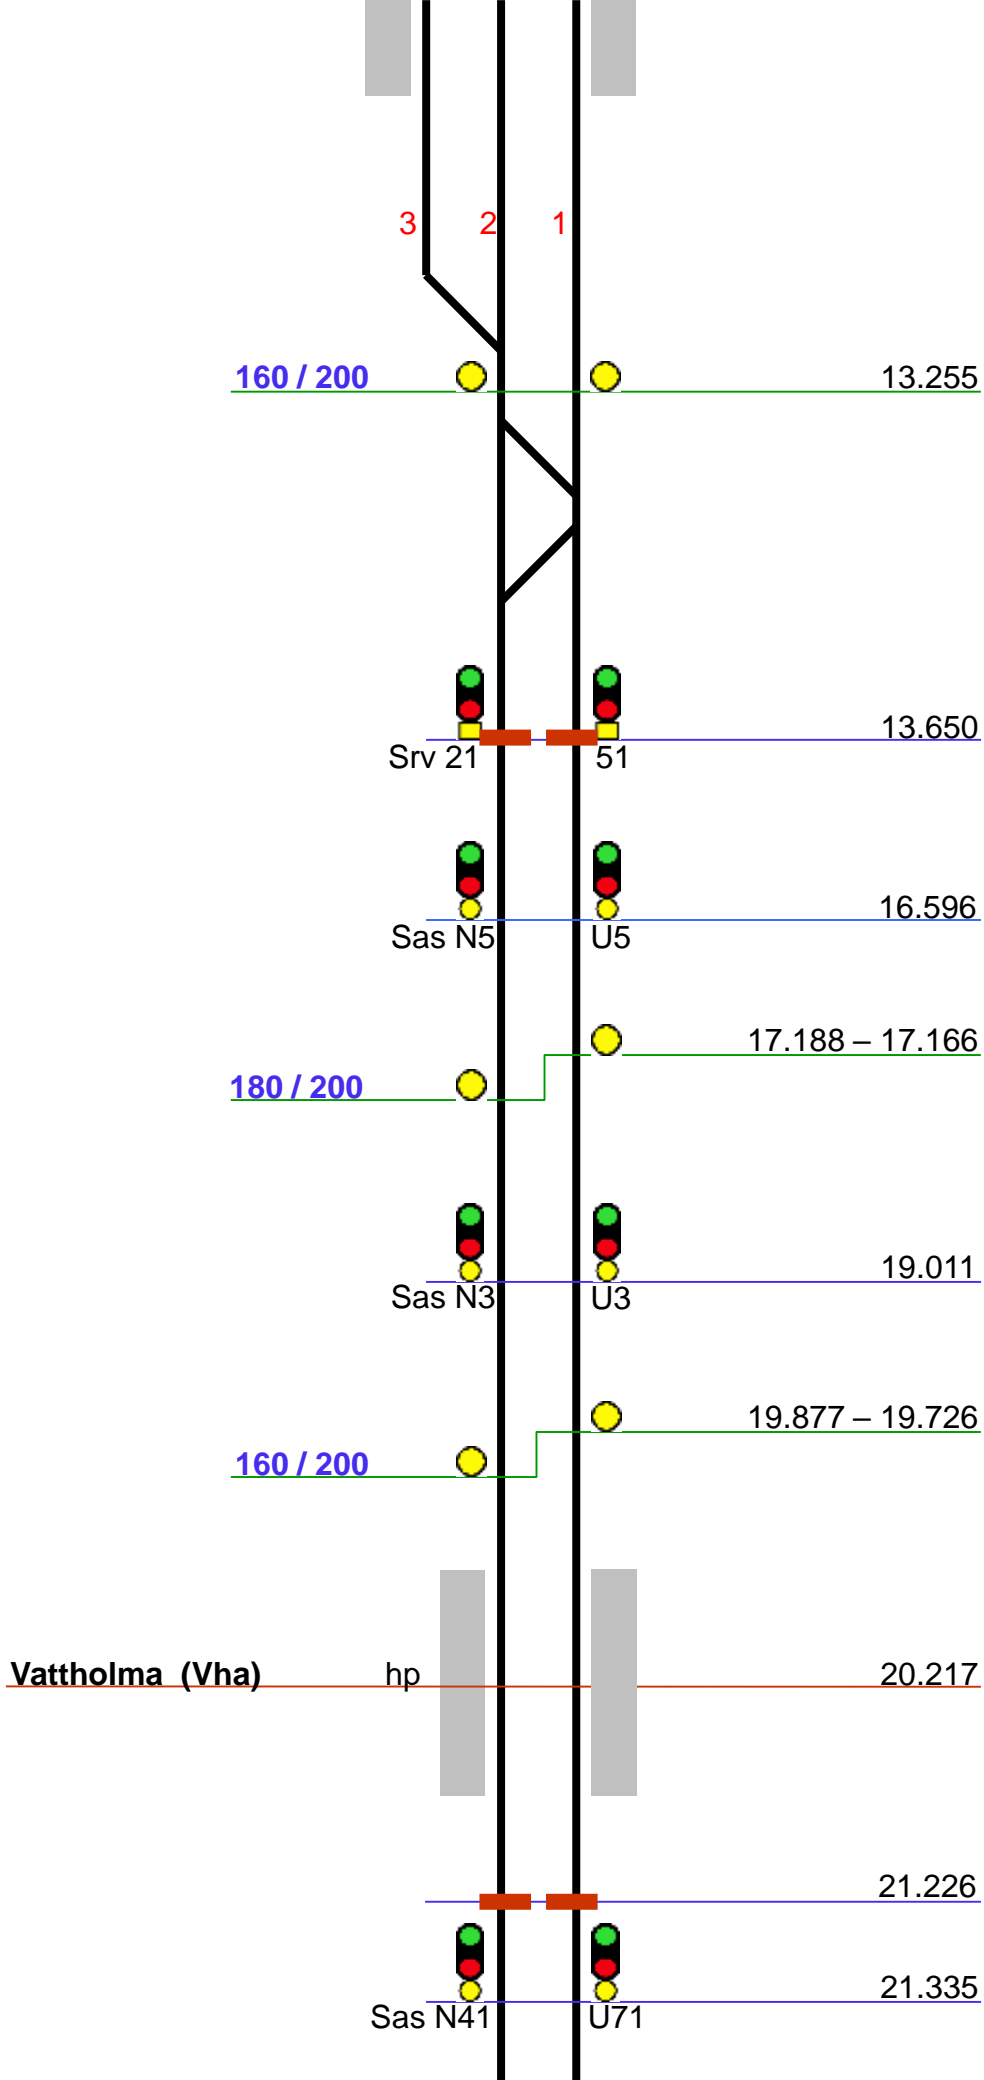 3 2 1
160 / 200 13.255
13.650
Srv 21 51
16.596
Sas N5 U5
17.188 – 17.166
180 / 200
19.011
Sas N3 U3
19.877 – 19.726
160 / 200
Vattholma (Vha) hp 20.217
21.226
21.335
Sas N41 U71